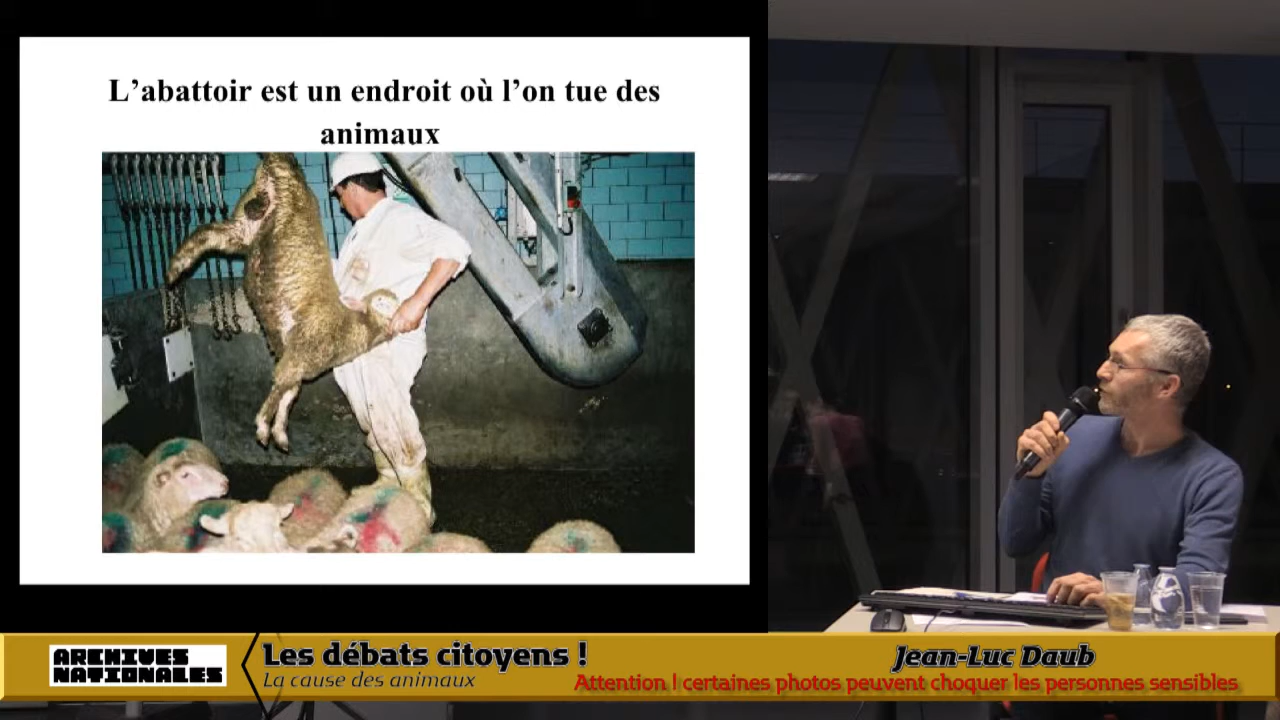 L'abattoir est un endroit où l'on tue des
animaux
ARCHIVES
NATIONALES
Les débats citoyens !
La cause des animaux
Jean-Luc Daub
Attention ! certaines photos peuvent choquer les personnes sensibles